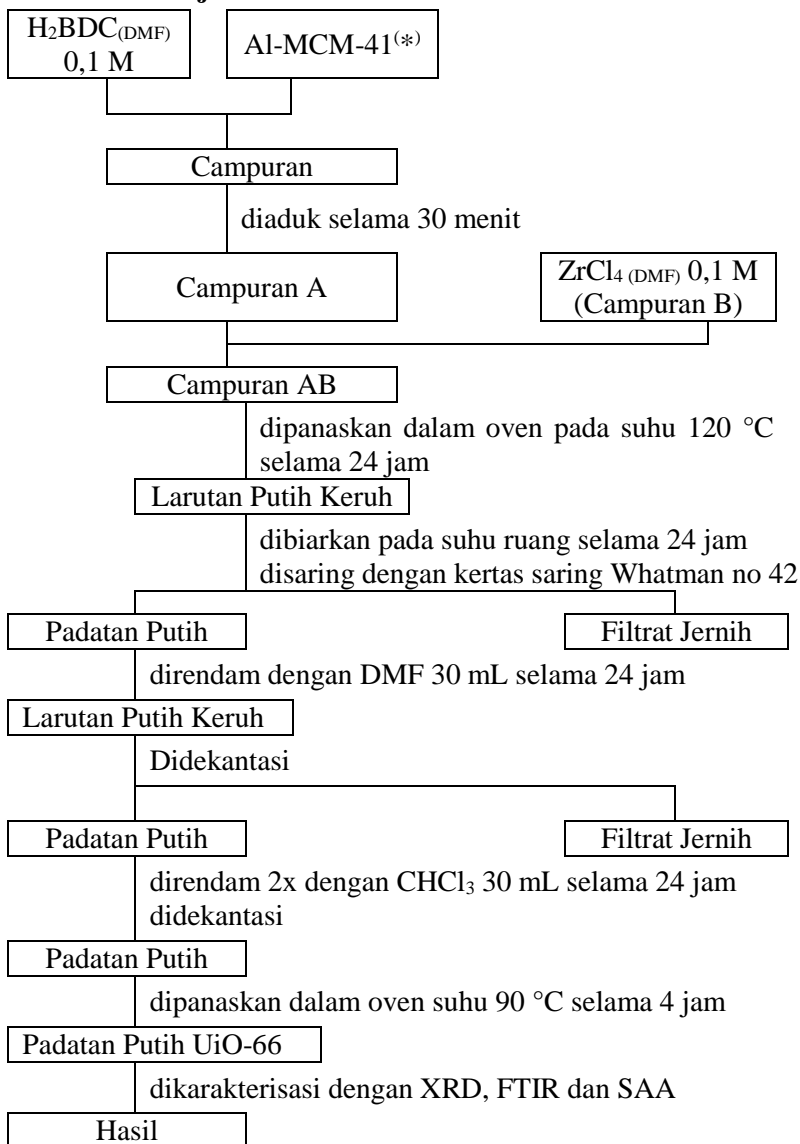 H₂BDC(DMF)
0,1 M
Al-MCM-41⁽*⁾
Campuran
diaduk selama 30 menit
Campuran A
ZrCl₄ (DMF) 0,1 M
(Campuran B)
Campuran AB
dipanaskan dalam oven pada suhu 120 °C
selama 24 jam
Larutan Putih Keruh
dibiarkan pada suhu ruang selama 24 jam
disaring dengan kertas saring Whatman no 42
Padatan Putih
Filtrat Jernih
direndam dengan DMF 30 mL selama 24 jam
Larutan Putih Keruh
Didekantasi
Padatan Putih
Filtrat Jernih
direndam 2x dengan CHCl₃ 30 mL selama 24 jam
didekantasi
Padatan Putih
dipanaskan dalam oven suhu 90 °C selama 4 jam
Padatan Putih UiO-66
dikarakterisasi dengan XRD, FTIR dan SAA
Hasil